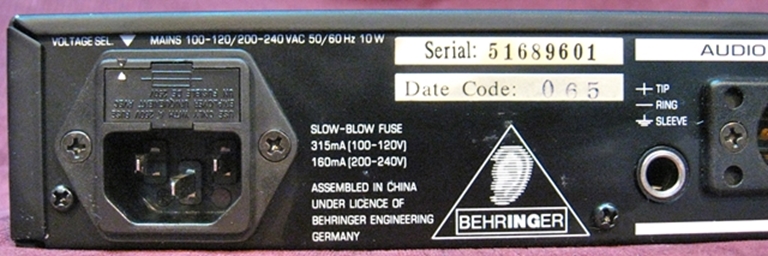 VOLTAGE SEL. MAINS 100-120/200-240 VAC 50/60 Hz 10W
Serial: 51689601
AUDIO
Date Code: 065
TIP
RING
SLEEVE
SLOW-BLOW FUSE
315mA (100-120V)
160mA (200-240V)
ASSEMBLED IN CHINA
UNDER LICENCE OF
BEHRINGER ENGINEERING
GERMANY
BEHRINGER